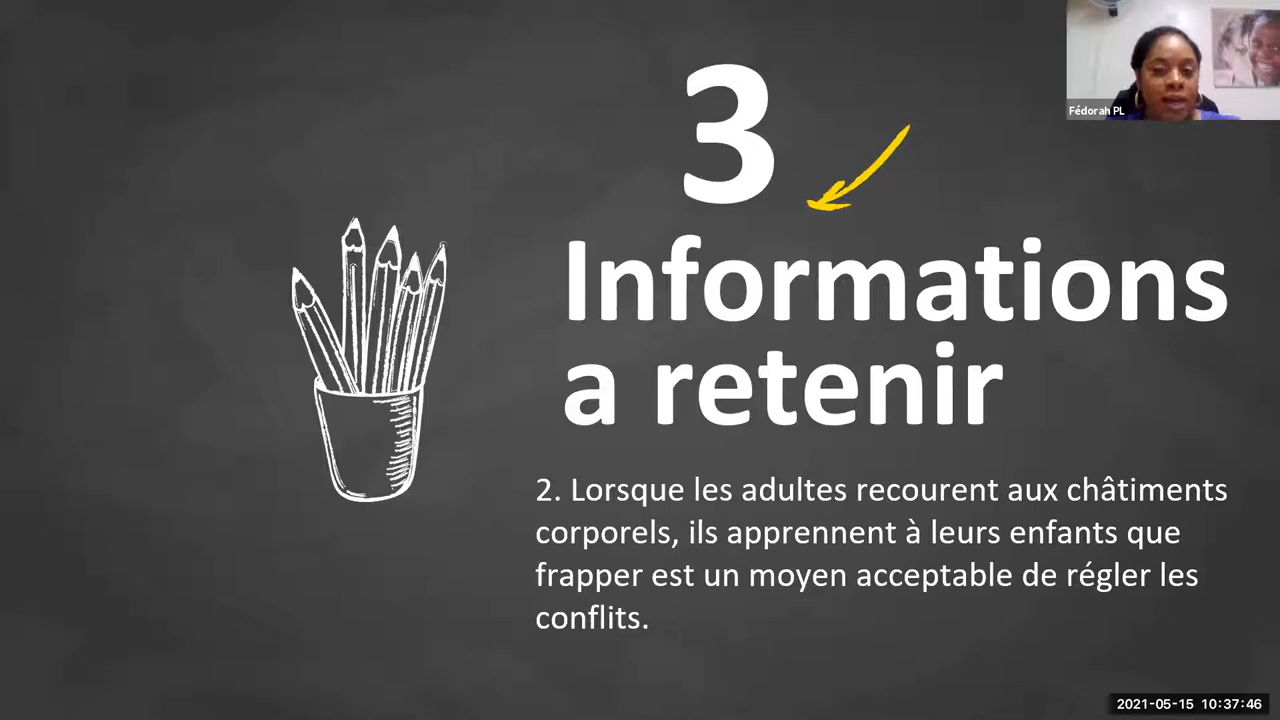 Fédorah PL
3
Informations
a retenir
2. Lorsque les adultes recourent aux châtiments
corporels, ils apprennent à leurs enfants que
frapper est un moyen acceptable de régler les
conflits.
2021-05-15 10:37:46